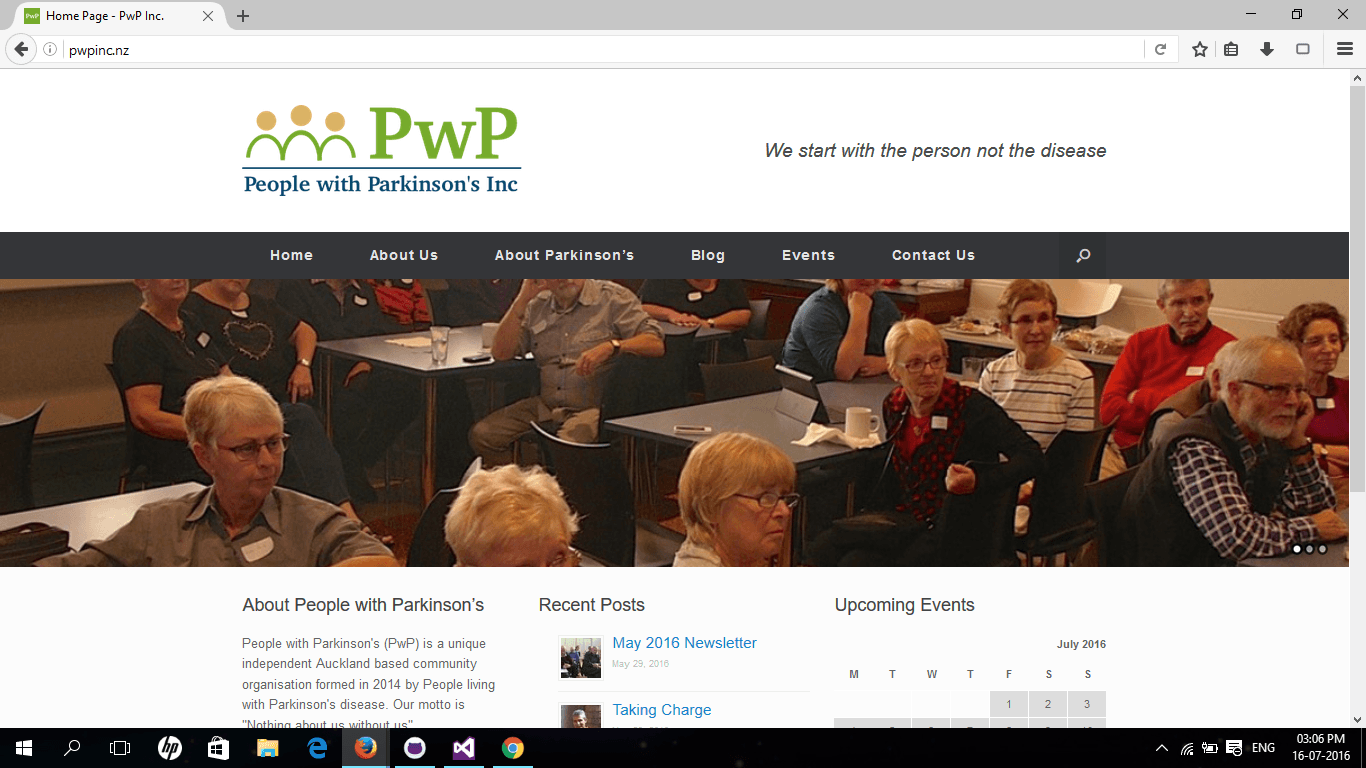 PwP Home Page - PwP Inc.
pwpinc.nz
PwP
People with Parkinson's Inc
We start with the person not the disease
Home About Us About Parkinson’s Blog Events Contact Us
About People with Parkinson’s
People with Parkinson's (PwP) is a unique
independent Auckland based community
organisation formed in 2014 by People living
with Parkinson's disease. Our motto is
"Nothing about us without us"
Recent Posts
May 2016 Newsletter
May 29, 2016
Taking Charge
Upcoming Events
July 2016
M T W T F S S
1 2 3
hp
ENG
03:06 PM
16-07-2016